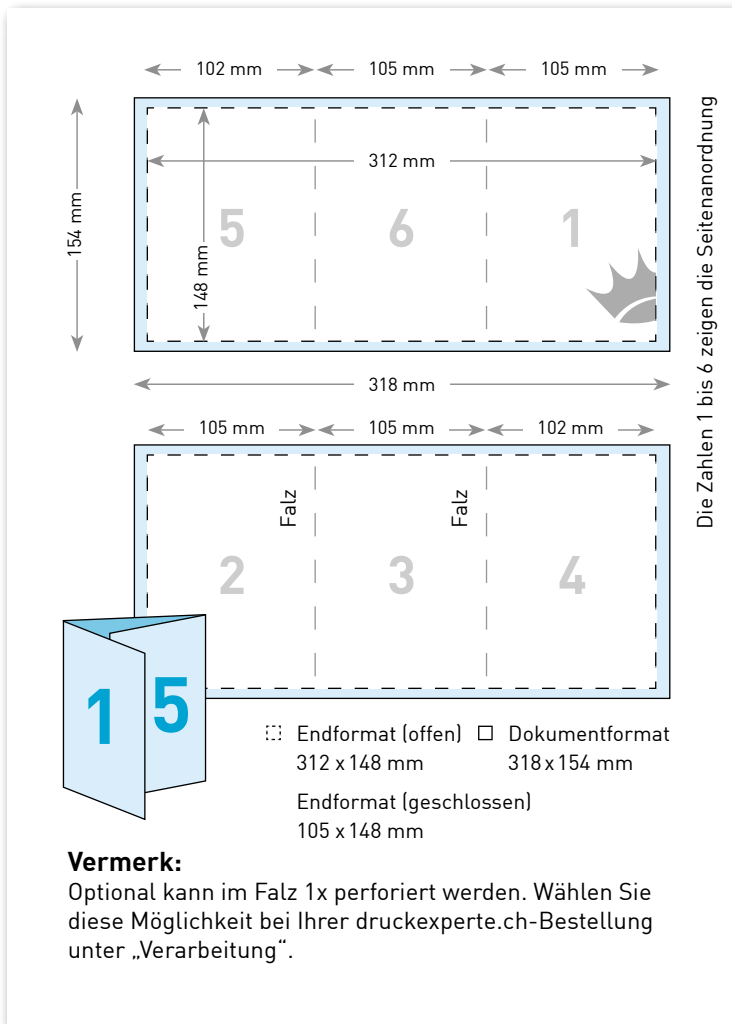 102 mm
105 mm
105 mm
312 mm
154 mm
148 mm
5
6
1
318 mm
Die Zahlen 1 bis 6 zeigen die Seitenanordnung
105 mm
105 mm
102 mm
Falz
Falz
2
3
4
1
5
Endformat (offen)
312 x 148 mm
Dokumentformat
318 x 154 mm
Endformat (geschlossen)
105 x 148 mm
Vermerk:
Optional kann im Falz 1x perforiert werden. Wählen Sie
diese Möglichkeit bei Ihrer druckexperte.ch-Bestellung
unter „Verarbeitung“.